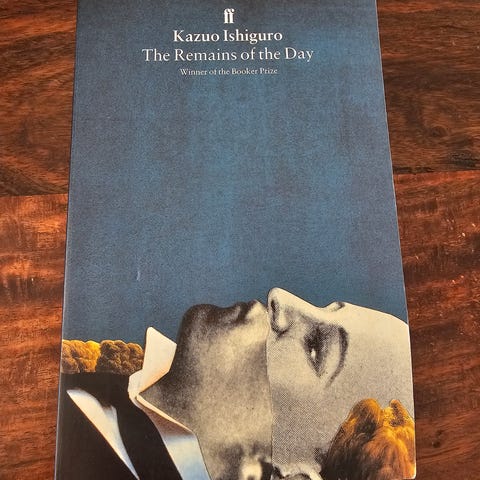 ff
Kazuo Ishiguro
The Remains of the Day
Winner of the Booker Prize